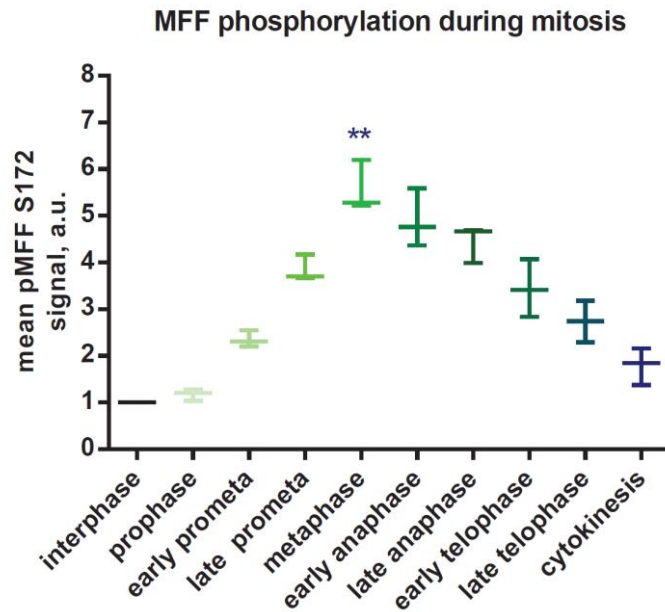 MFF phosphorylation during mitosis
mean pMFF S172
signal, a.u.
8
7
6
5
4
3
2
1
0
**
interphase
prophase
early prometa
late prometa
metaphase
early anaphase
late anaphase
early telophase
late telophase
cytokinesis